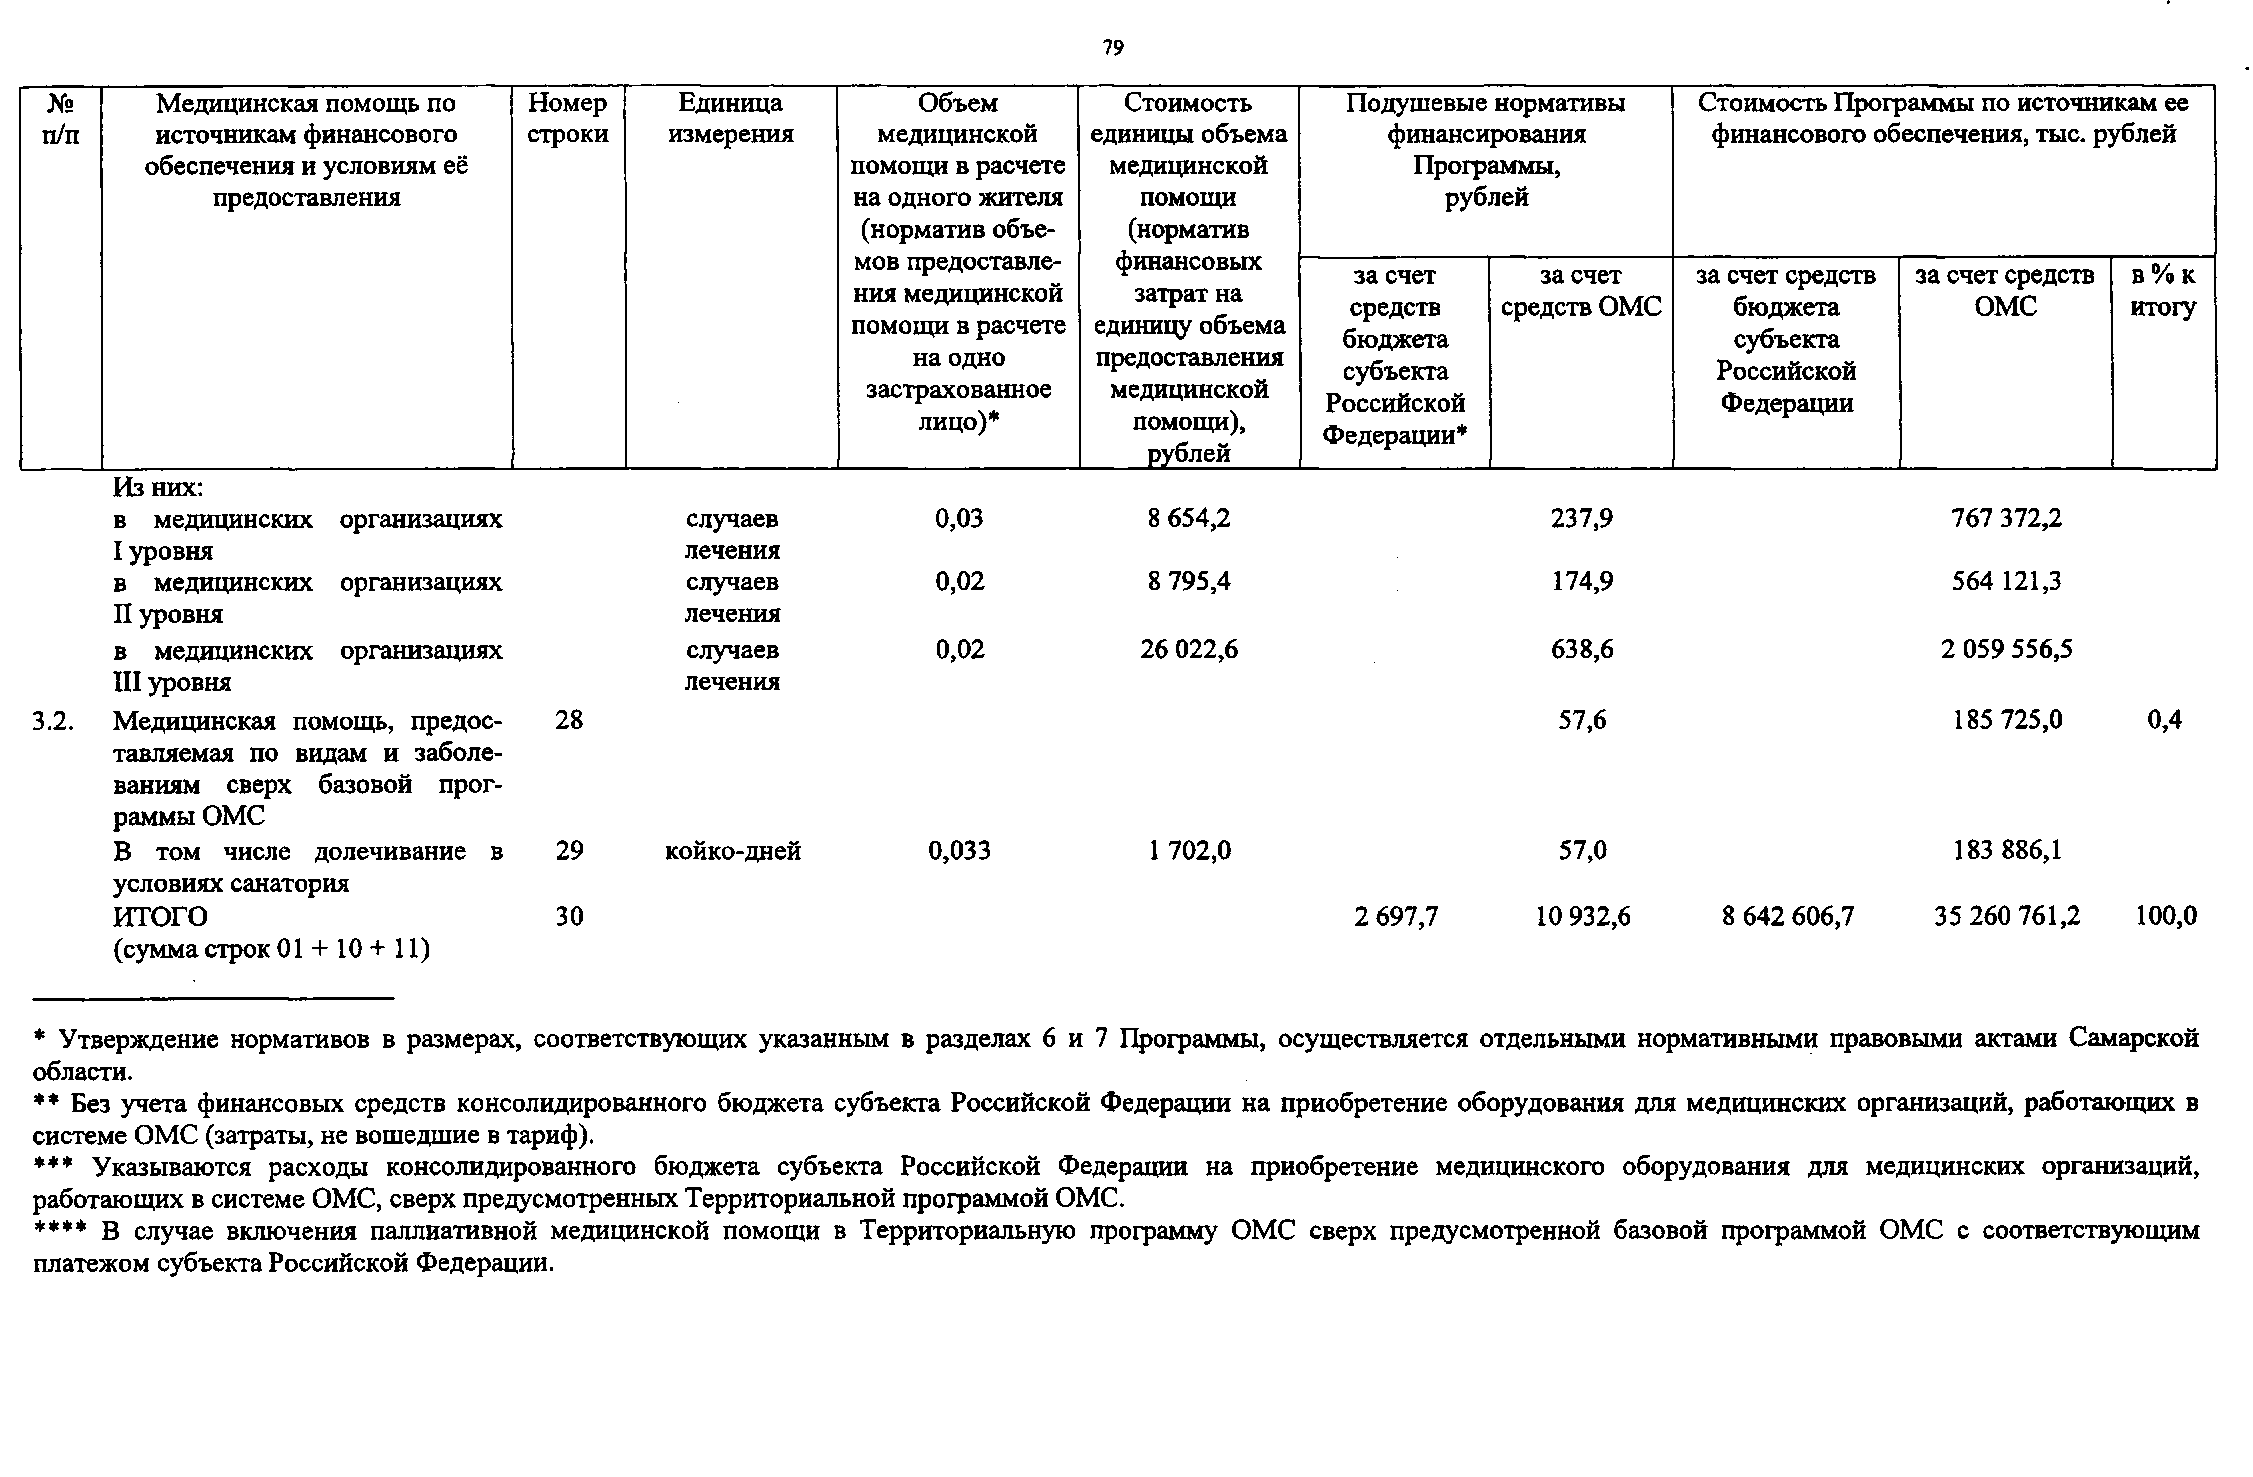 79
№
п/п
Медицинская помощь по
источникам финансового
обеспечения и условиям её
предоставления
Номер
строки
Единица
измерения
Объем
медицинской
помощи в расчете
на одного жителя
(норматив объе-
мов предоставле-
ния медицинской
помощи в расчете
на одно
застрахованное
лицо)*
Стоимость
единицы объема
медицинской
помощи
(норматив
финансовых
затрат на
единицу объема
предоставления
медицинской
помощи),
рублей
Подушевые нормативы
финансирования
Программы,
рублей
Стоимость Программы по источникам ее
финансового обеспечения, тыс. рублей
за счет
средств
бюджета
субъекта
Российской
Федерации*
за счет
средств ОМС
за счет средств
бюджета
субъекта
Российской
Федерации
за счет средств
ОМС
в % к
итогу
Из них:
в медицинских организациях случаев 0,03 8 654,2 237,9 767 372,2
I уровня лечения
в медицинских организациях случаев 0,02 8 795,4 174,9 564 121,3
II уровня лечения
в медицинских организациях случаев 0,02 26 022,6 638,6 2 059 556,5
III уровня лечения
3.2. Медицинская помощь, предос- 28 57,6 185 725,0 0,4
тавляемая по видам и заболе-
ваниям сверх базовой прог-
раммы ОМС
В том числе долечивание в 29 койко-дней 0,033 1 702,0 57,0 183 886,1
условиях санатория
ИТОГО 30 2 697,7 10 932,6 8 642 606,7 35 260 761,2 100,0
(сумма строк 01 + 10 + 11)
* Утверждение нормативов в размерах, соответствующих указанным в разделах 6 и 7 Программы, осуществляется отдельными нормативными правовыми актами Самарской
области.
** Без учета финансовых средств консолидированного бюджета субъекта Российской Федерации на приобретение оборудования для медицинских организаций, работающих в
системе ОМС (затраты, не вошедшие в тариф).
*** Указываются расходы консолидированного бюджета субъекта Российской Федерации на приобретение медицинского оборудования для медицинских организаций,
работающих в системе ОМС, сверх предусмотренных Территориальной программой ОМС.
**** В случае включения паллиативной медицинской помощи в Территориальную программу ОМС сверх предусмотренной базовой программой ОМС с соответствующим
платежом субъекта Российской Федерации.